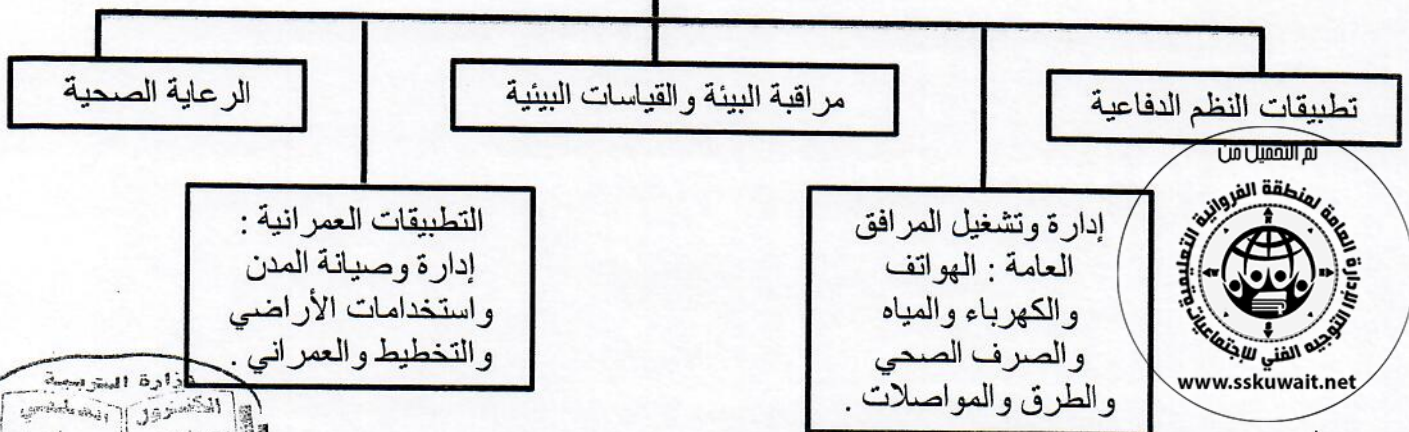 تطبيقات النظم الدفاعية
مراقبة البيئة والقياسات البيئية
الرعاية الصحية
إدارة وتشغيل المرافق
العامة : الهواتف
والكهرباء والمياه
والصرف الصحي
والطرق والمواصلات .
التطبيقات العمرانية :
إدارة وصيانة المدن
واستخدامات الأراضي
والتخطيط والعمراني .
تم التحميل من
الإدارة العامة لمنطقة الفروانية التعليمية
التوجيه الفني للإجتماعيات
www.sskuwait.net
وزارة التربية